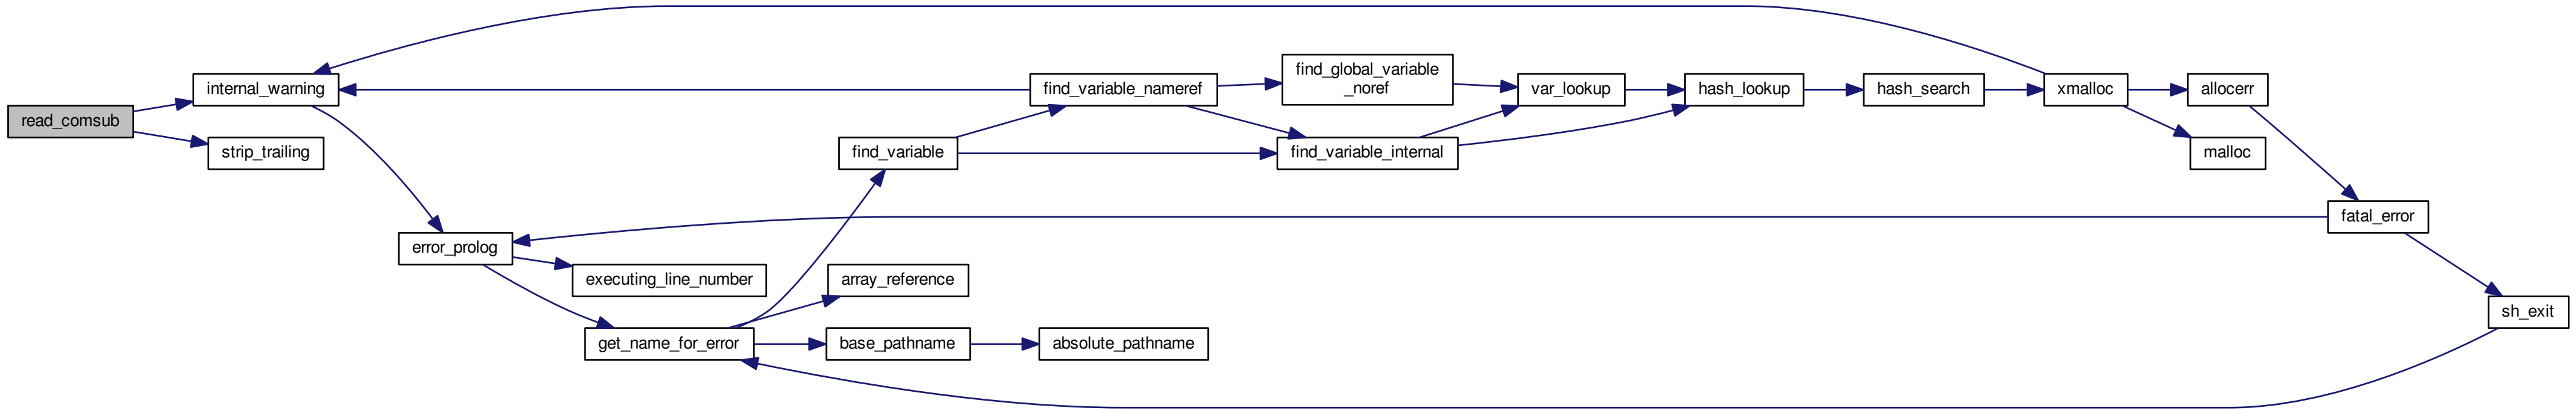 read_comsub
internal_warning
strip_trailing
error_prolog
executing_line_number
get_name_for_error
find_variable
array_reference
base_pathname
absolute_pathname
find_variable_nameref
find_global_variable
_noref
find_variable_internal
var_lookup
hash_lookup
hash_search
xmalloc
allocerr
malloc
fatal_error
sh_exit